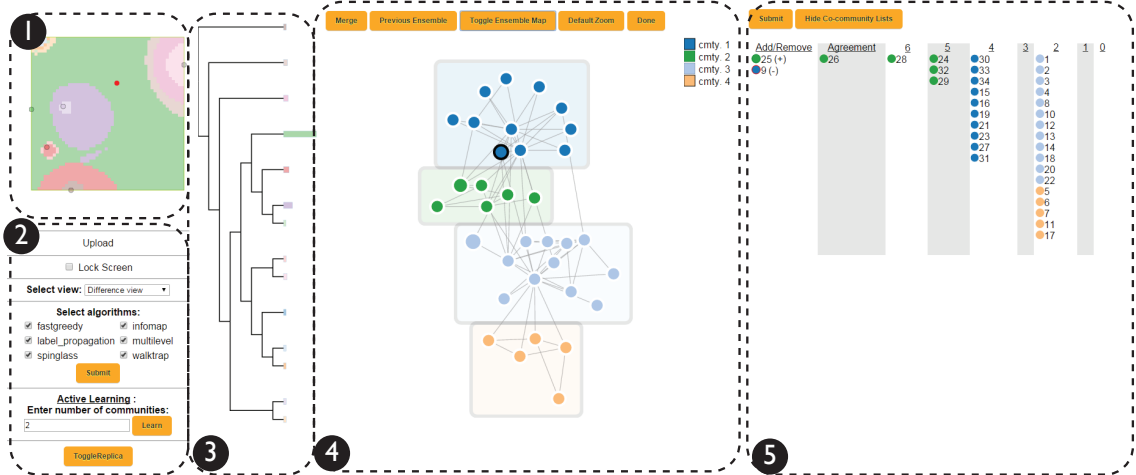 1
2
Upload
Lock Screen
Select view: Difference view
Select algorithms:
fastgreedy infomap
label_propagation multilevel
spinglass walktrap
Submit
Active Learning :
Enter number of communities:
2 Learn
ToggleReplica
3
Merge Previous Ensemble Toggle Ensemble Map Default Zoom Done
cmty. 1
cmty. 2
cmty. 3
cmty. 4
4
Submit Hide Co-community Lists
Add/Remove Agreement 6 5 4 3 2 1 0
25 (+) 26 28 24 30 1
9 (-) 32 33 2
29 34 3
15 4
16 8
19 10
21 12
23 13
27 14
31 18
20
22
5
6
7
11
17
5